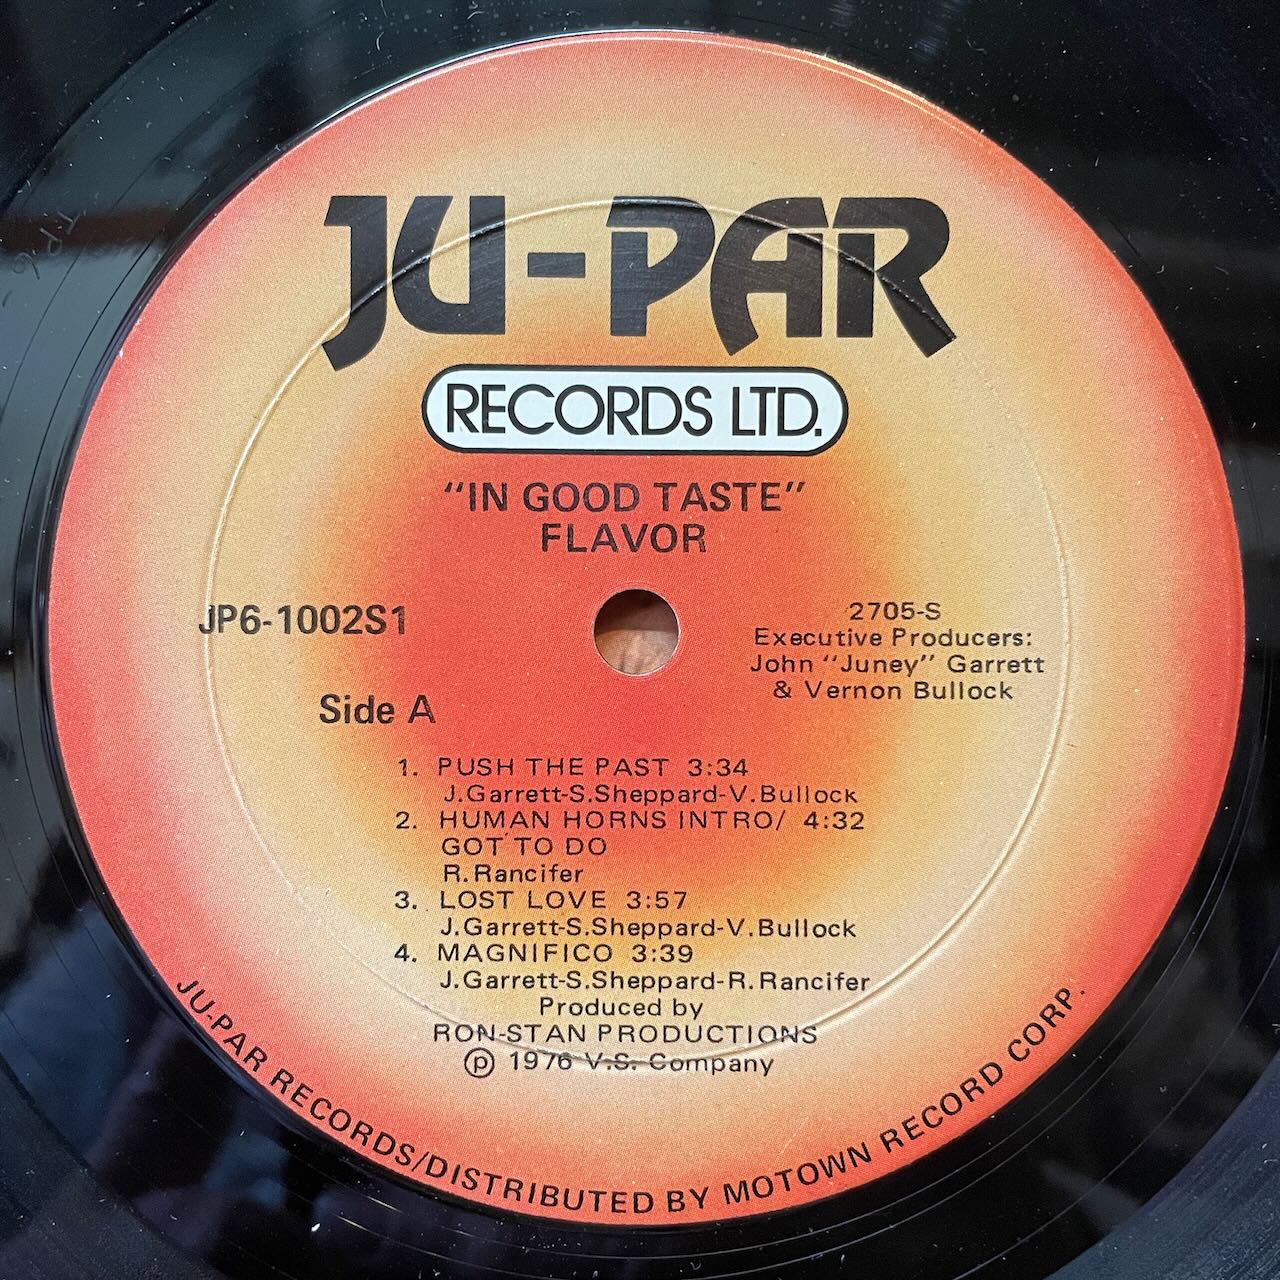 JU-PAR
RECORDS LTD.
"IN GOOD TASTE"
FLAVOR
JP6-1002S1
Side A
2705-S
Executive Producers:
John "Juney" Garrett
& Vernon Bullock
1. PUSH THE PAST 3:34
J.Garrett-S.Sheppard-V.Bullock
2. HUMAN HORNS INTRO/ 4:32
GOT TO DO
R.Rancifer
3. LOST LOVE 3:57
J.Garrett-S.Sheppard-V.Bullock
4. MAGNIFICO 3:39
J.Garrett-S.Sheppard-R.Rancifer
Produced by
RON-STAN PRODUCTIONS
℗ 1976 V.S. Company
JU-PAR RECORDS/DISTRIBUTED BY MOTOWN RECORD CORP.